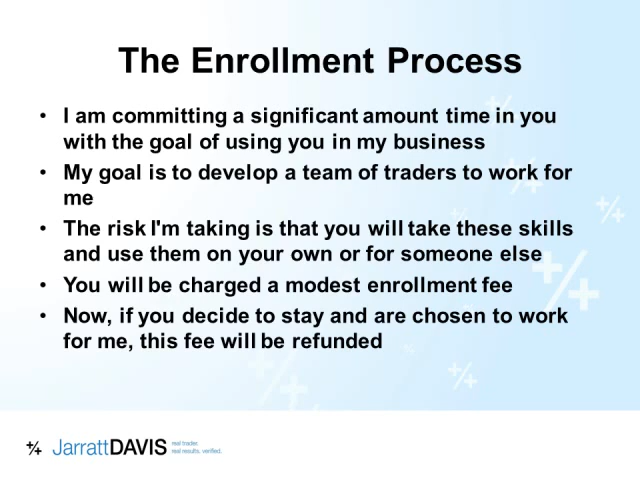 The Enrollment Process
• I am committing a significant amount time in you
with the goal of using you in my business
• My goal is to develop a team of traders to work for
me
• The risk I'm taking is that you will take these skills
and use them on your own or for someone else
• You will be charged a modest enrollment fee
• Now, if you decide to stay and are chosen to work
for me, this fee will be refunded
+/+ JarrattDAVIS
real trades
real results. verified.